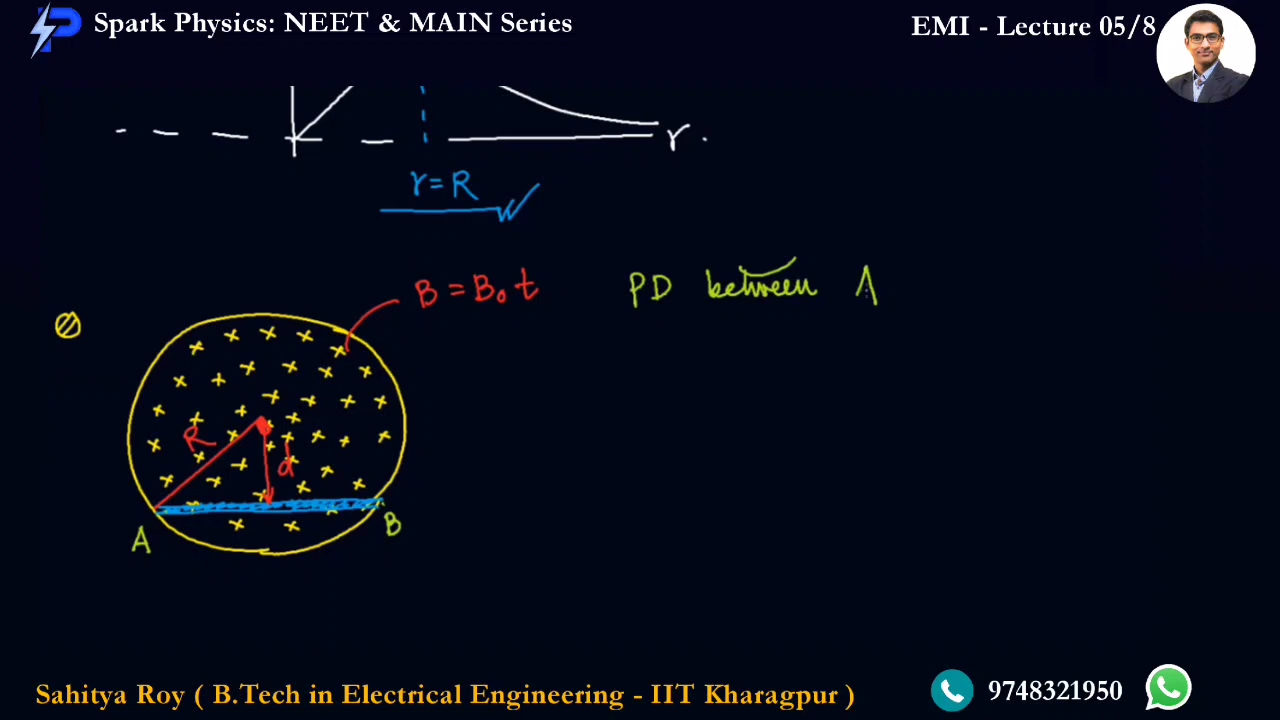 Spark Physics: NEET & MAIN Series
EMI - Lecture 05/8
r.
r = R
B = B₀ t
PD between A
R
d
A
B
Sahitya Roy ( B.Tech in Electrical Engineering - IIT Kharagpur )
9748321950